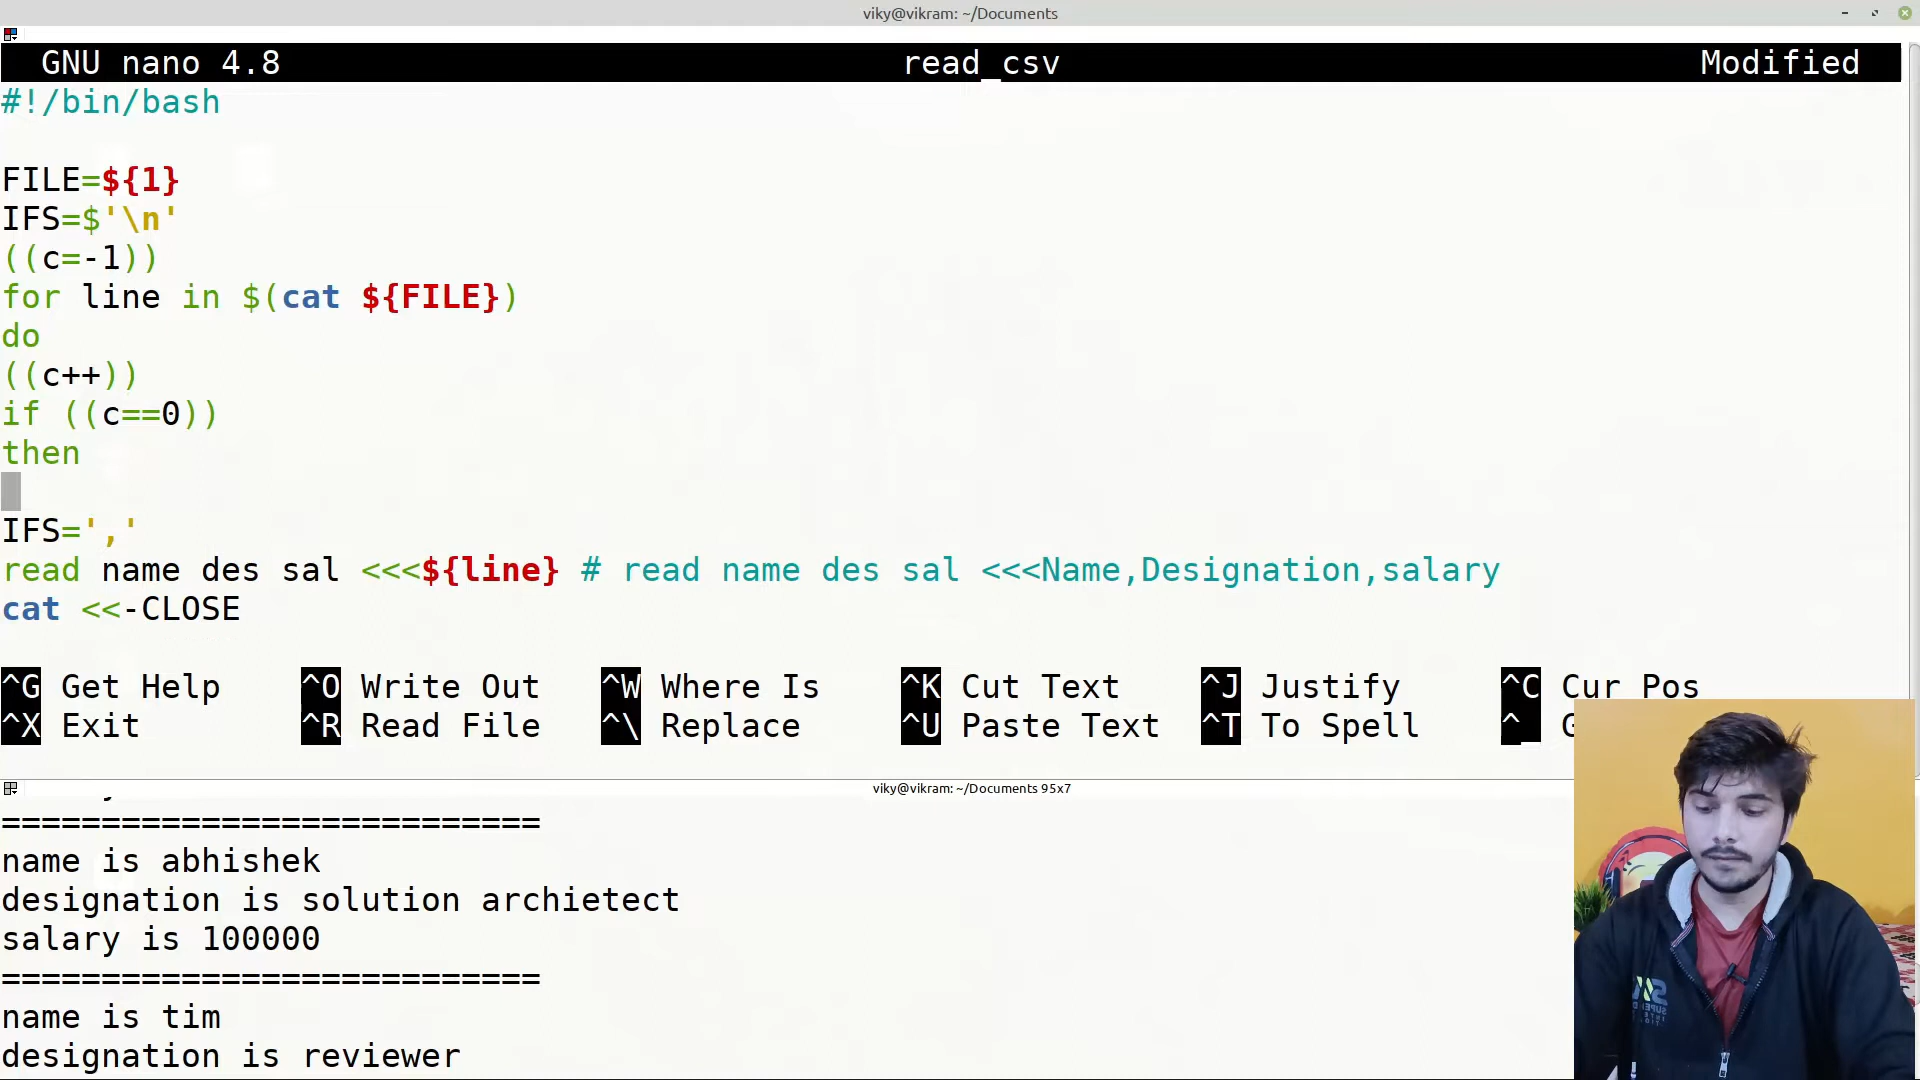 viky@vikram: ~/Documents
GNU nano 4.8 read_csv Modified
#!/bin/bash
FILE=${1}
IFS=$'\n'
((c=-1))
for line in $(cat ${FILE})
do
((c++))
if ((c==0))
then
IFS=','
read name des sal <<<${line} # read name des sal <<<Name,Designation,salary
cat <<-CLOSE
^G Get Help ^O Write Out ^W Where Is ^K Cut Text ^J Justify ^C Cur Pos
^X Exit ^R Read File ^\ Replace ^U Paste Text ^T To Spell ^_
viky@vikram: ~/Documents 95x7
===========================
name is abhishek
designation is solution archietect
salary is 100000
===========================
name is tim
designation is reviewer